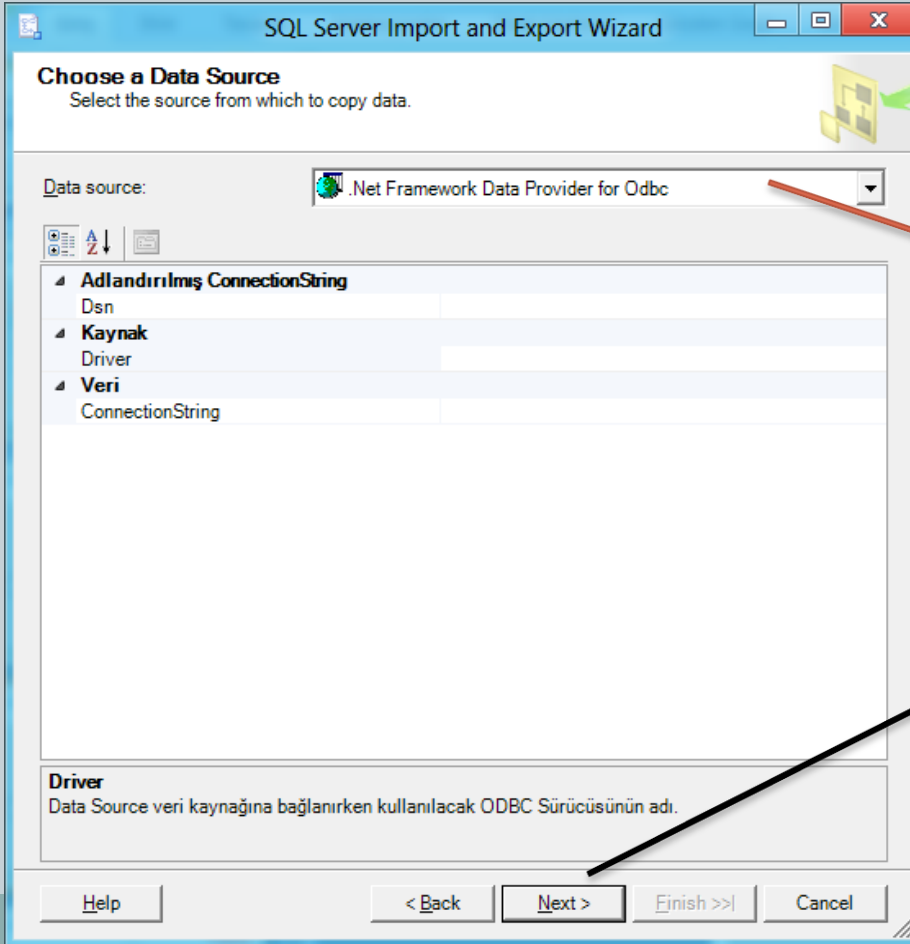 SQL Server Import and Export Wizard
Choose a Data Source
Select the source from which to copy data.
Data source:
.Net Framework Data Provider for Odbc
Adlandırılmış ConnectionString
Dsn
Kaynak
Driver
Veri
ConnectionString
Driver
Data Source veri kaynağına bağlanırken kullanılacak ODBC Sürücüsünün adı.
Help
< Back
Next >
Finish >>|
Cancel